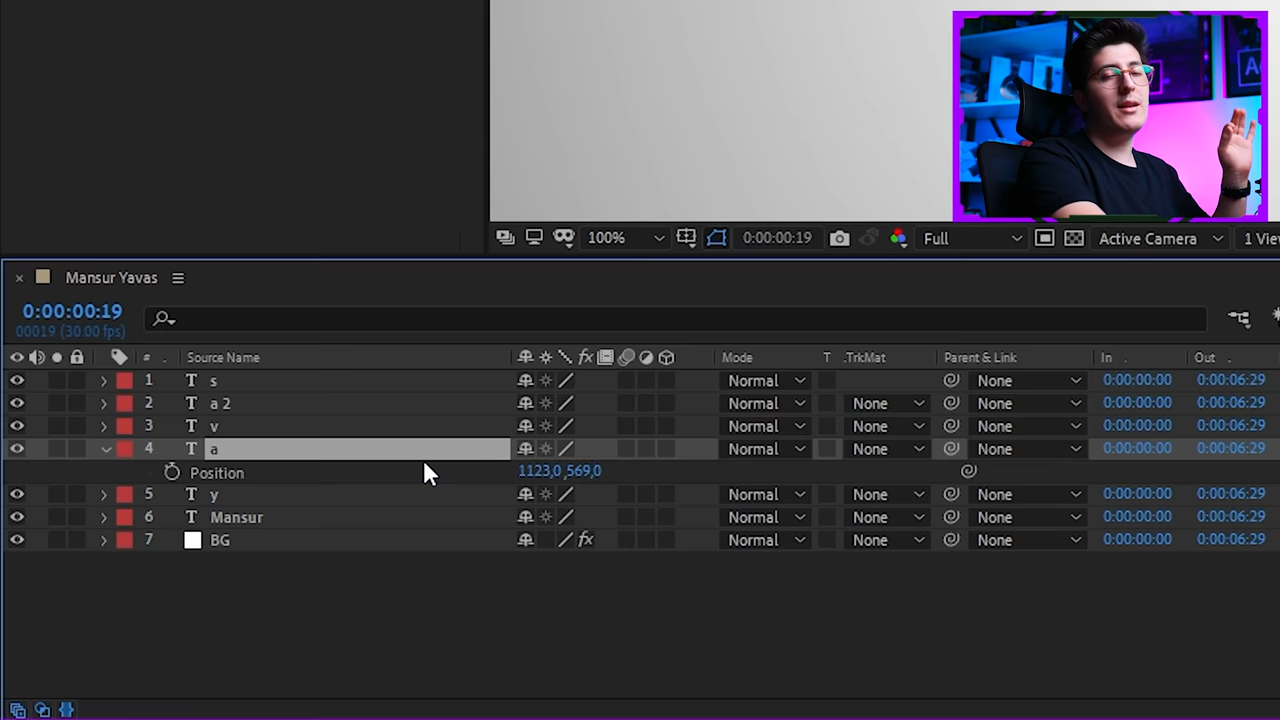 100%
0:00:00:19
Full
Active Camera
1 Viev
× Mansur Yavas
0:00:00:19
00019 (30.00 fps)
# . Source Name fx Mode T .TrkMat Parent & Link In . Out .
1 T s Normal None 0:00:00:00 0:00:06:29
2 T a 2 Normal None None 0:00:00:00 0:00:06:29
3 T v Normal None None 0:00:00:00 0:00:06:29
4 T a Normal None None 0:00:00:00 0:00:06:29
Position 1123,0 ,569,0
5 T y Normal None None 0:00:00:00 0:00:06:29
6 T Mansur Normal None None 0:00:00:00 0:00:06:29
7 BG fx Normal None None 0:00:00:00 0:00:06:29